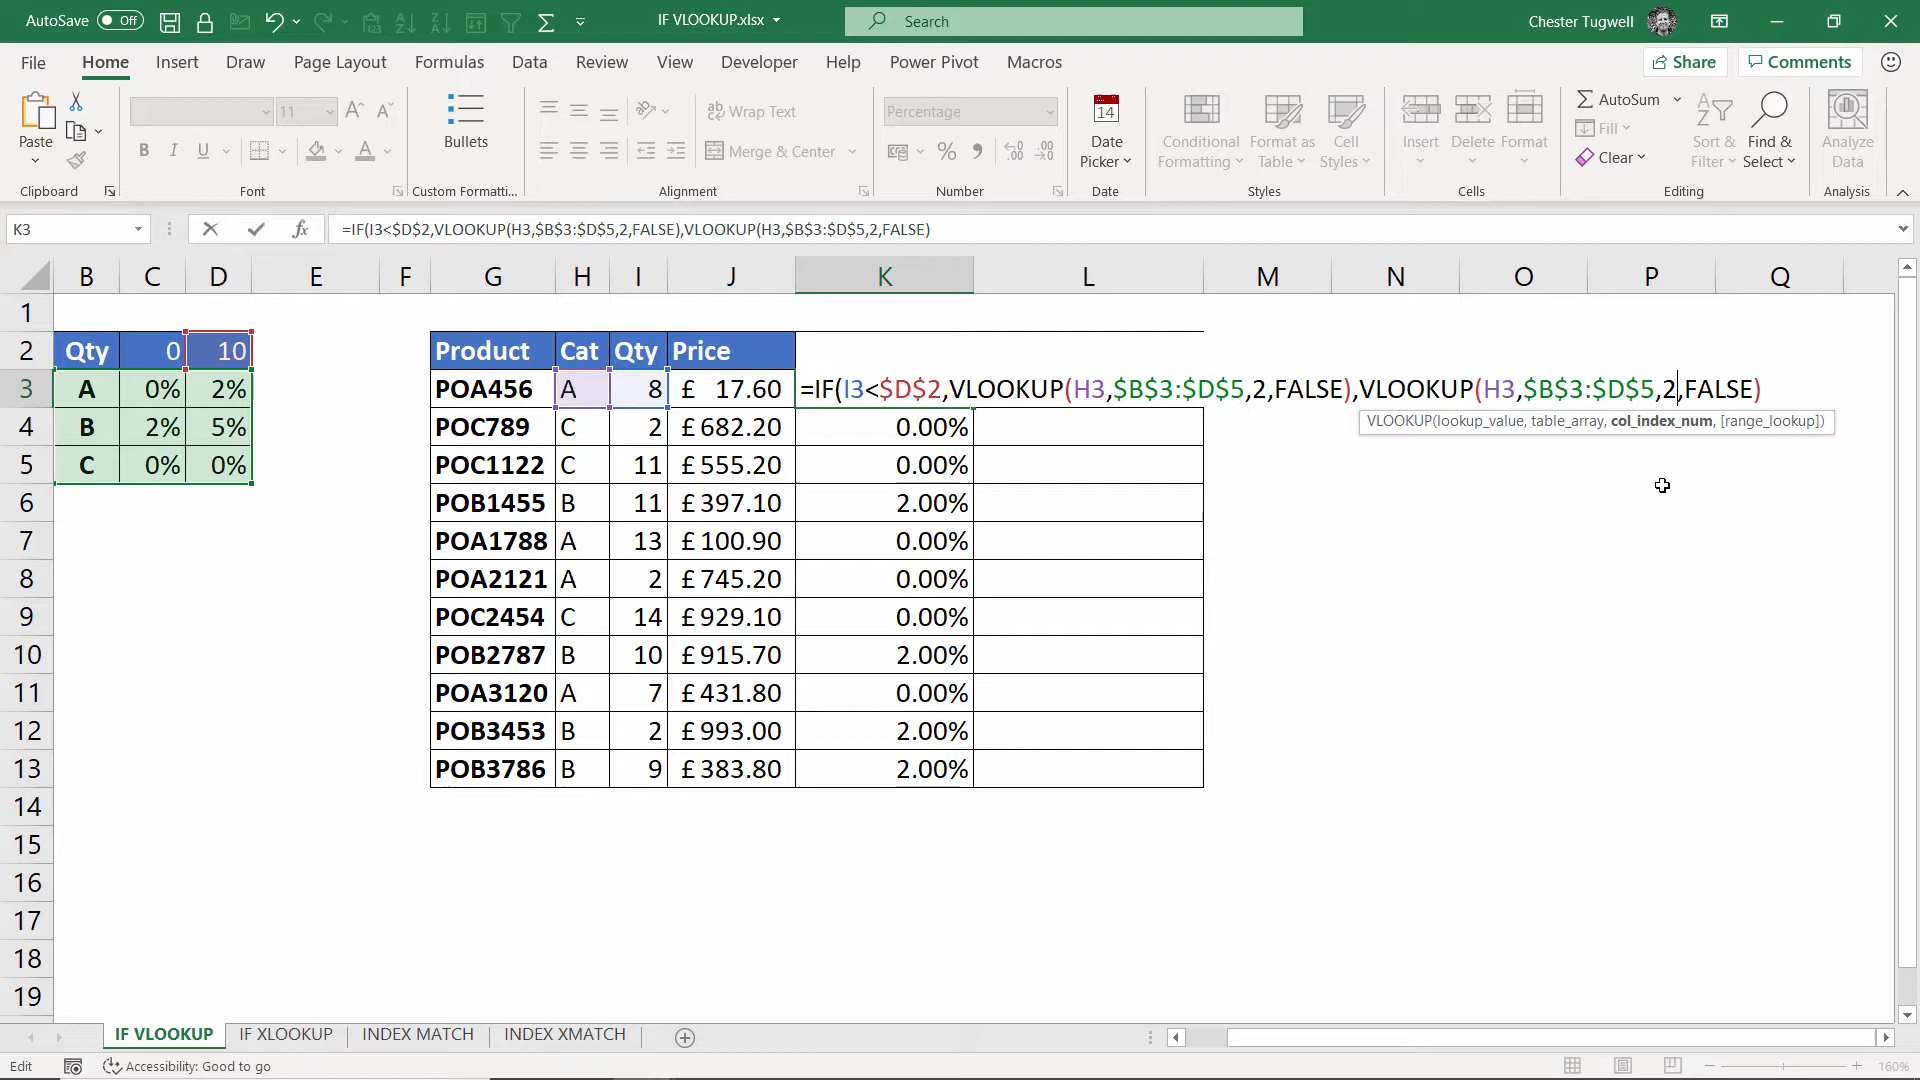 AutoSave Off IF VLOOKUP.xlsx Search Chester Tugwell
File Home Insert Draw Page Layout Formulas Data Review View Developer Help Power Pivot Macros Share Comments
Paste 11 Wrap Text Merge & Center Bullets Percentage Date Picker Conditional Formatting Format as Table Cell Styles Insert Delete Format AutoSum Fill Clear Sort & Filter Find & Select Analyze Data
Clipboard Font Custom Formatti... Alignment Number Date Styles Cells Editing Analysis
K3 =IF(I3<$D$2,VLOOKUP(H3,$B$3:$D$5,2,FALSE),VLOOKUP(H3,$B$3:$D$5,2,FALSE)
B C D E F G H I J K L M N O P Q
1
2 Qty 0 10 Product Cat Qty Price
3 A 0% 2% POA456 A 8 £ 17.60 =IF(I3<$D$2,VLOOKUP(H3,$B$3:$D$5,2,FALSE),VLOOKUP(H3,$B$3:$D$5,2,FALSE)
VLOOKUP(lookup_value, table_array, col_index_num, [range_lookup])
4 B 2% 5% POC789 C 2 £ 682.20 0.00%
5 C 0% 0% POC1122 C 11 £ 555.20 0.00%
6 POB1455 B 11 £ 397.10 2.00%
7 POA1788 A 13 £ 100.90 0.00%
8 POA2121 A 2 £ 745.20 0.00%
9 POC2454 C 14 £ 929.10 0.00%
10 POB2787 B 10 £ 915.70 2.00%
11 POA3120 A 7 £ 431.80 0.00%
12 POB3453 B 2 £ 993.00 2.00%
13 POB3786 B 9 £ 383.80 2.00%
14
15
16
17
18
19
IF VLOOKUP IF XLOOKUP INDEX MATCH INDEX XMATCH
Edit Accessibility: Good to go 160%